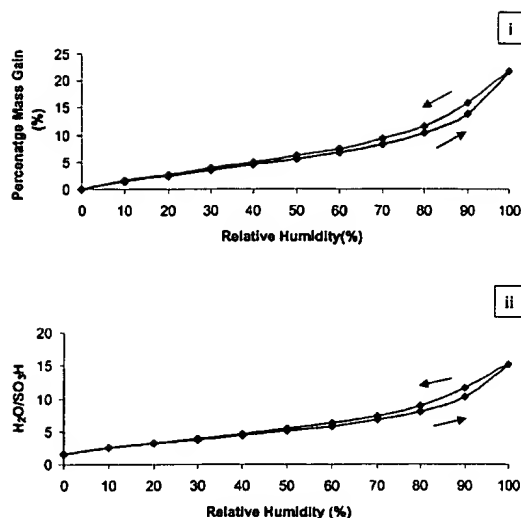 i
Percenatge Mass Gain
(%)
25
20
15
10
5
0
0 10 20 30 40 50 60 70 80 90 100
Relative Humidity(%)
ii
H₂O/SO₃H
20
15
10
5
0
0 10 20 30 40 50 60 70 80 90 100
Relative Humidity (%)